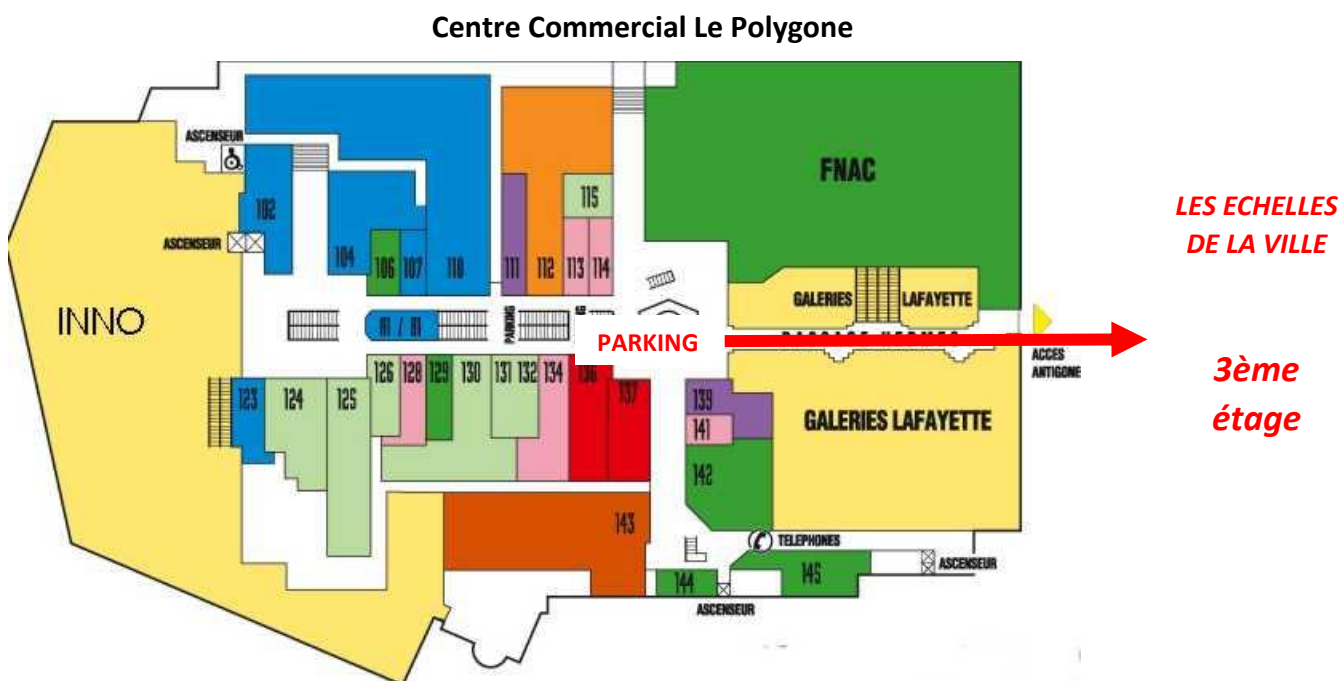 Centre Commercial Le Polygone
ASCENSEUR
FNAC
115
102
LES ECHELLES
DE LA VILLE
ASCENSEUR
104
106
107
110
111
112
113
114
GALERIES LAFAYETTE
INNO
PARKING
PARKING
ACCES
ANTIGONE
3ème
étage
123
124
125
126
128
129
130
131
132
134
136
137
139
141
142
GALERIES LAFAYETTE
143
TELEPHONES
144
145
ASCENSEUR
ASCENSEUR